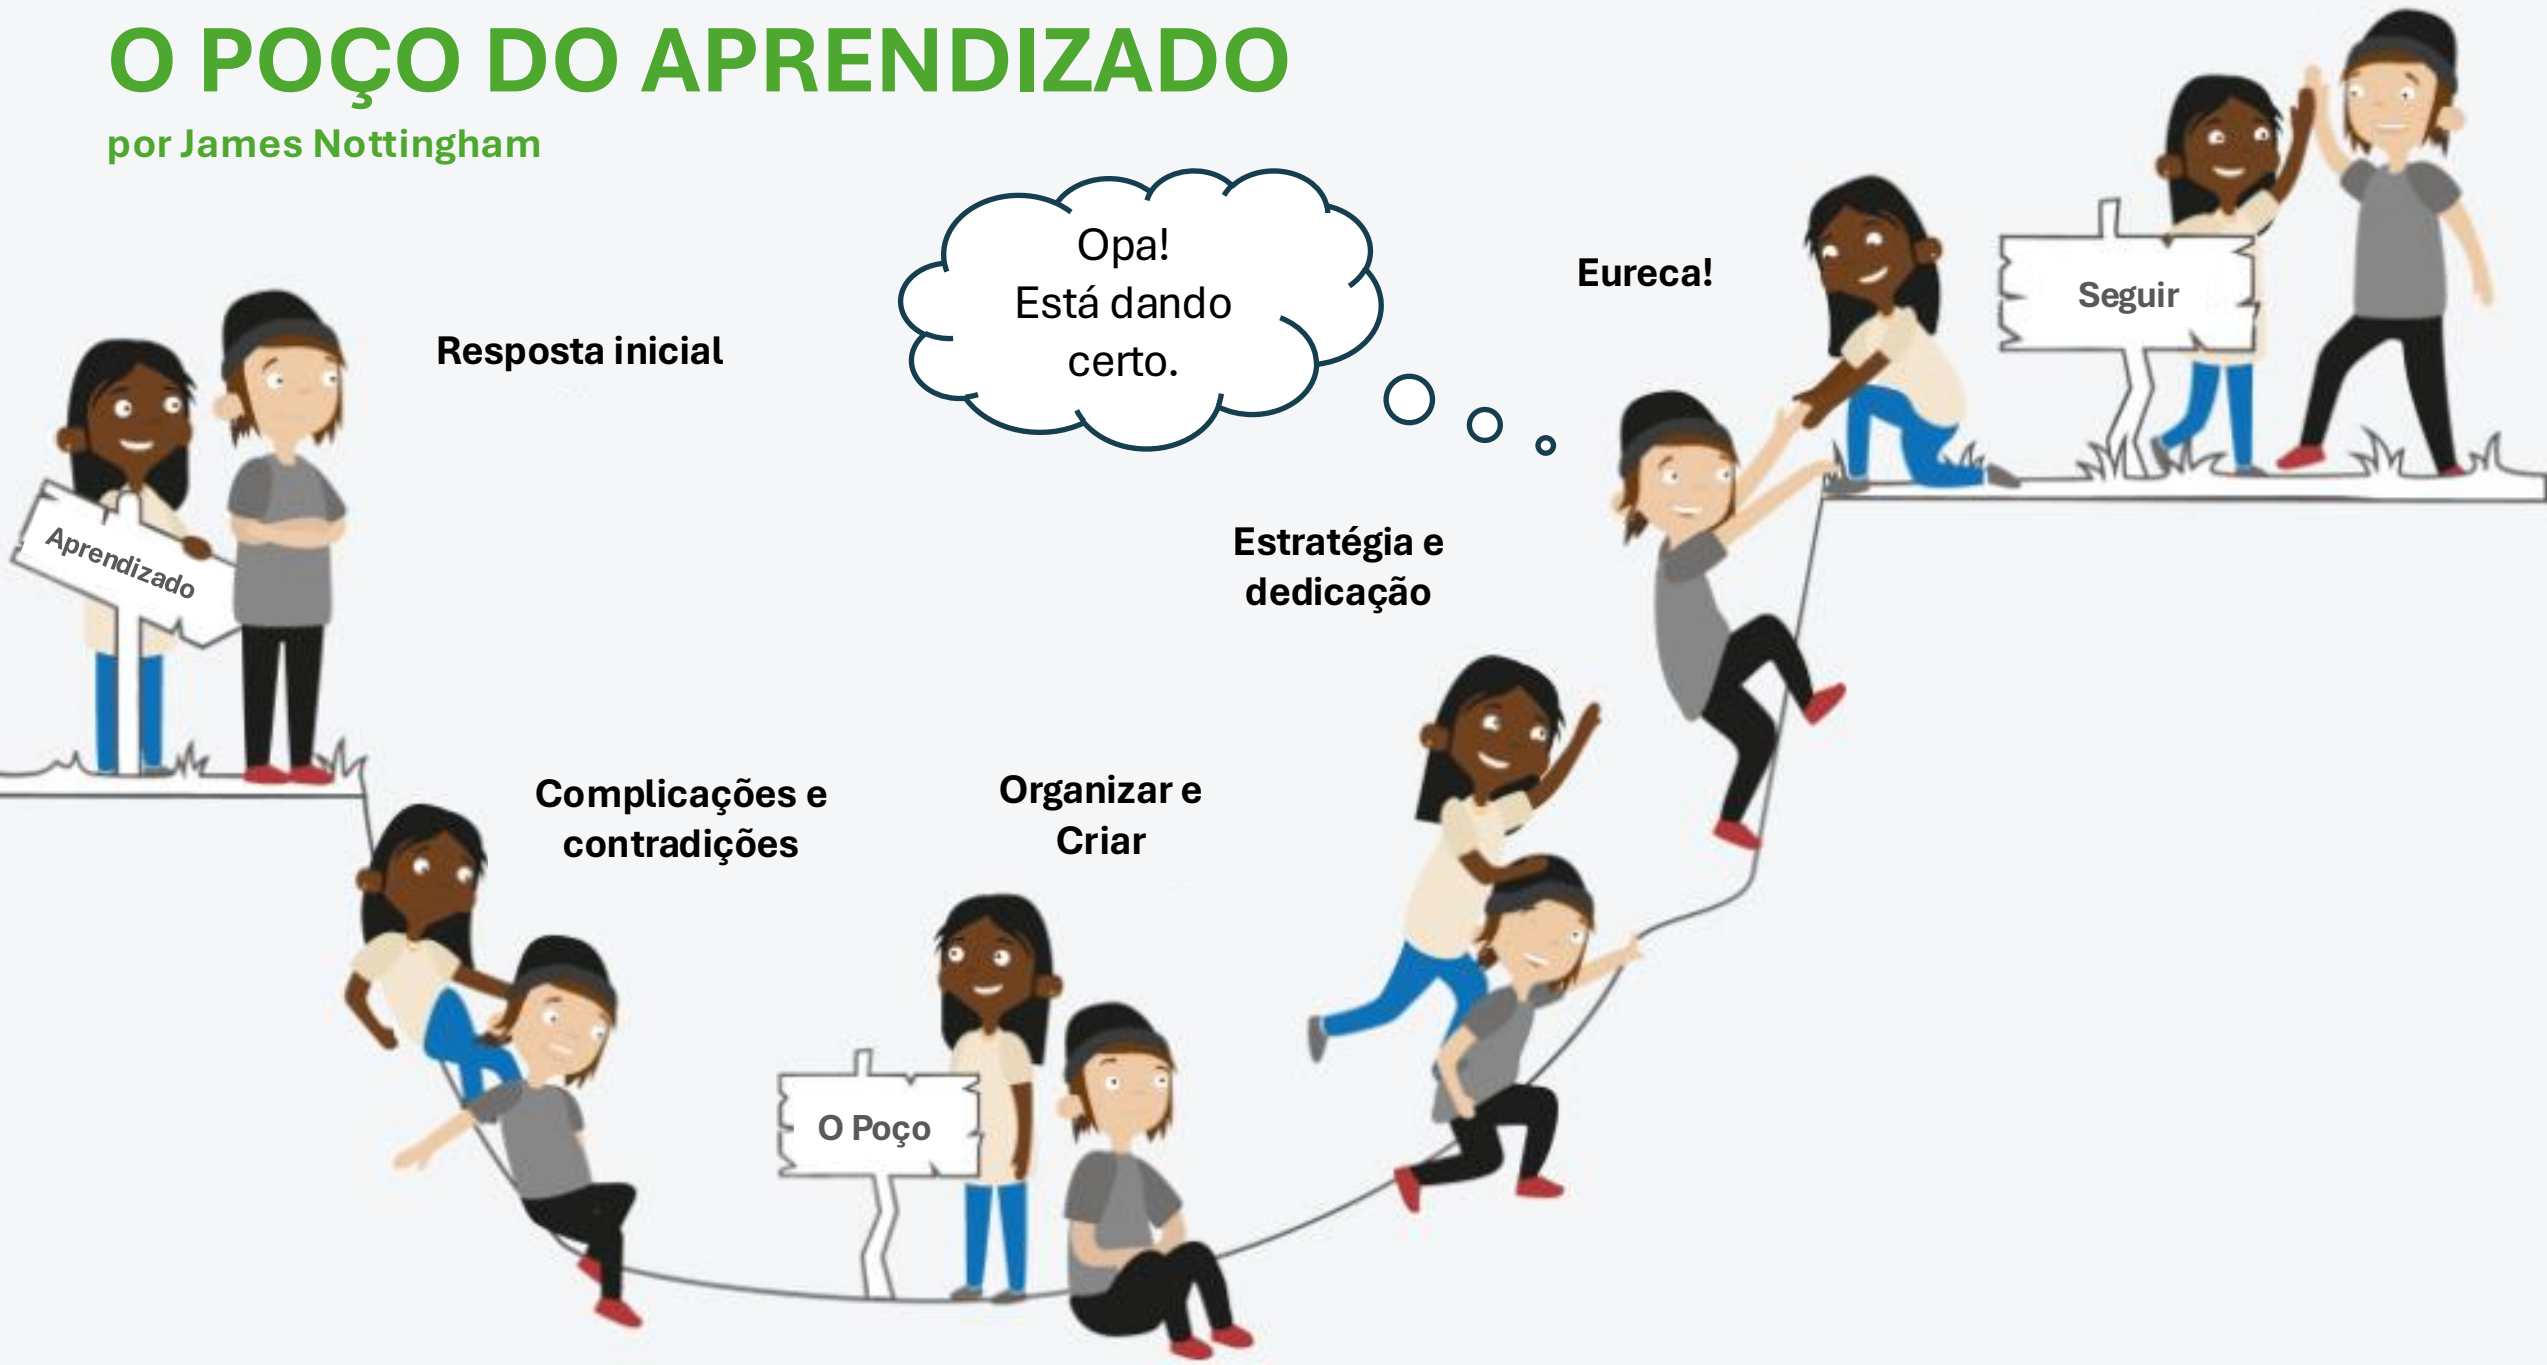 O POÇO DO APRENDIZADO
por James Nottingham
Resposta inicial
Aprendizado
Complicações e
contradições
O Poço
Organizar e
Criar
Estratégia e
dedicação
Opa!
Está dando
certo.
Eureca!
Seguir